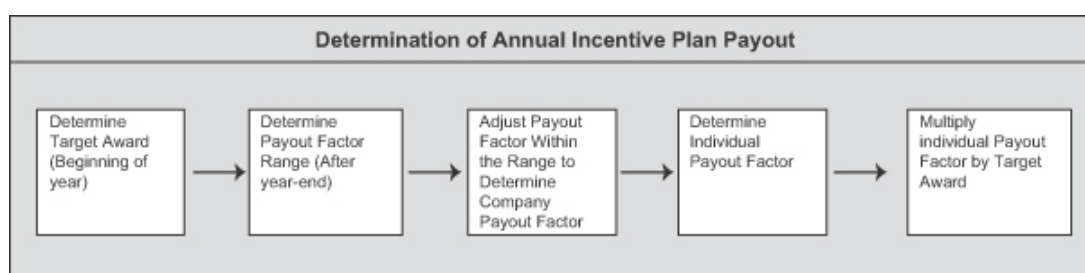 Determination of Annual Incentive Plan Payout
Determine
Target Award
(Beginning of
year)
Determine
Payout Factor
Range (After
year-end)
Adjust Payout
Factor Within
the Range to
Determine
Company
Payout Factor
Determine
Individual
Payout Factor
Multiply
individual Payout
Factor by Target
Award